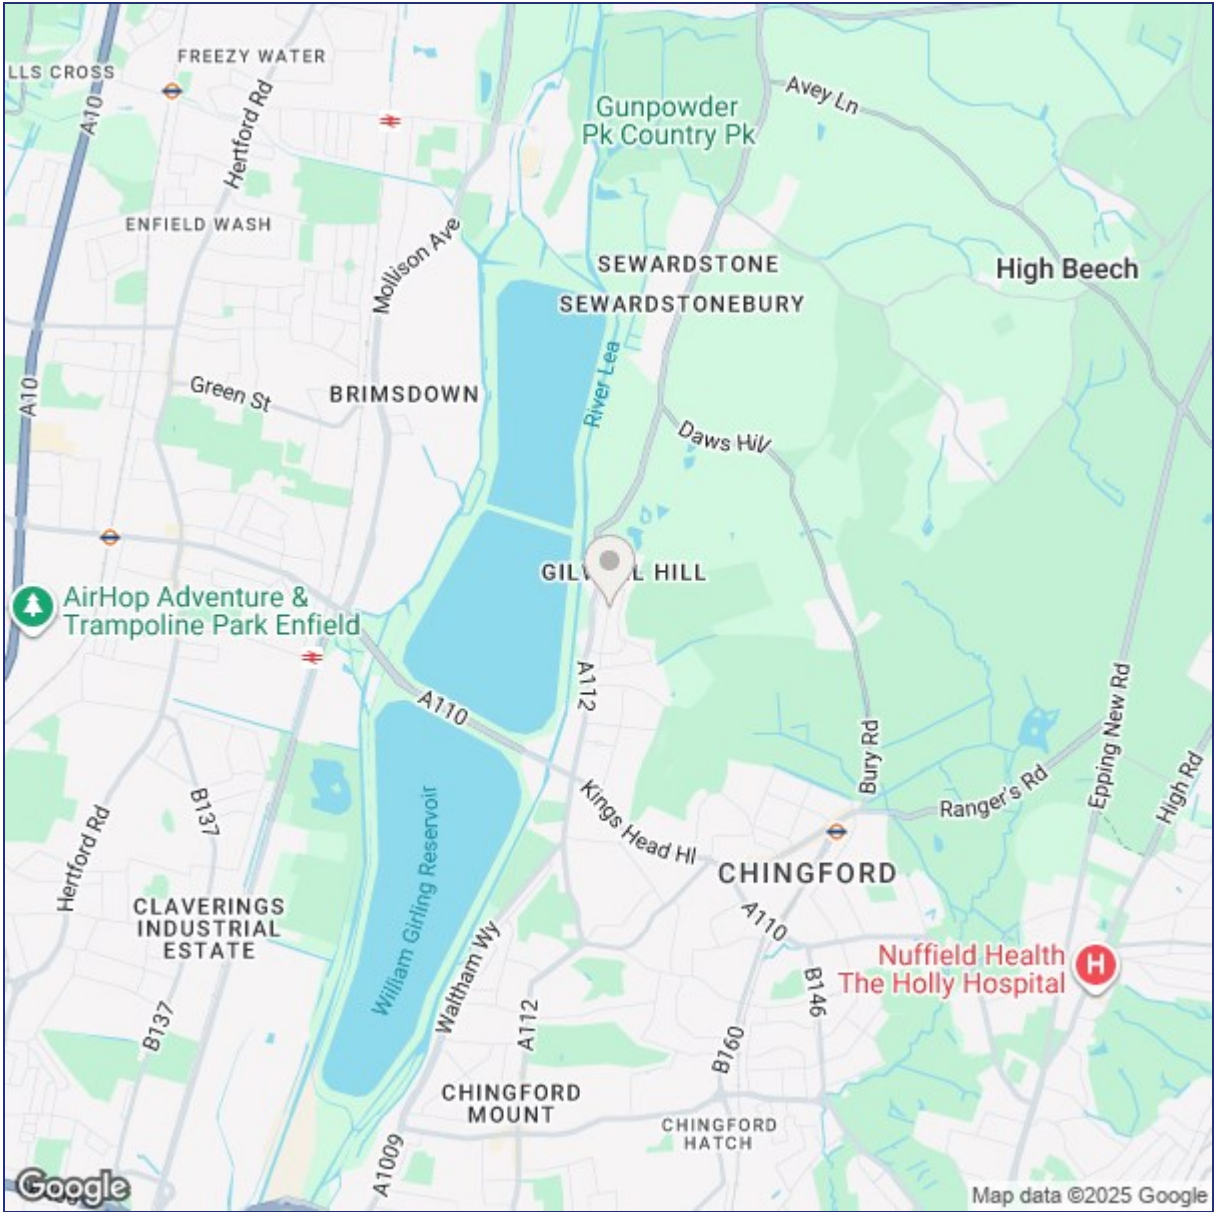 FREEZY WATER
LLS CROSS
A10
Hertford Rd
Gunpowder
Pk Country Pk
Avey Ln
ENFIELD WASH
Mollison Ave
SEWARDSTONE
High Beech
SEWARDSTONEBURY
River Lea
A10
Green St
BRIMSDOWN
Daws Hil
HILL
AirHop Adventure &
Trampoline Park Enfield
A112
A110
Bury Rd
Epping New Rd
High Rd
Ranger's Rd
B137
Kings Head Hl
William Girling Reservoir
Hertford Rd
CHINGFORD
CLAVERINGS
INDUSTRIAL
ESTATE
A110
Waltham Wy
Nuffield Health
The Holly Hospital
H
B146
B137
A112
B160
CHINGFORD
MOUNT
CHINGFORD
HATCH
A1009
Google
Map data ©2025 Google